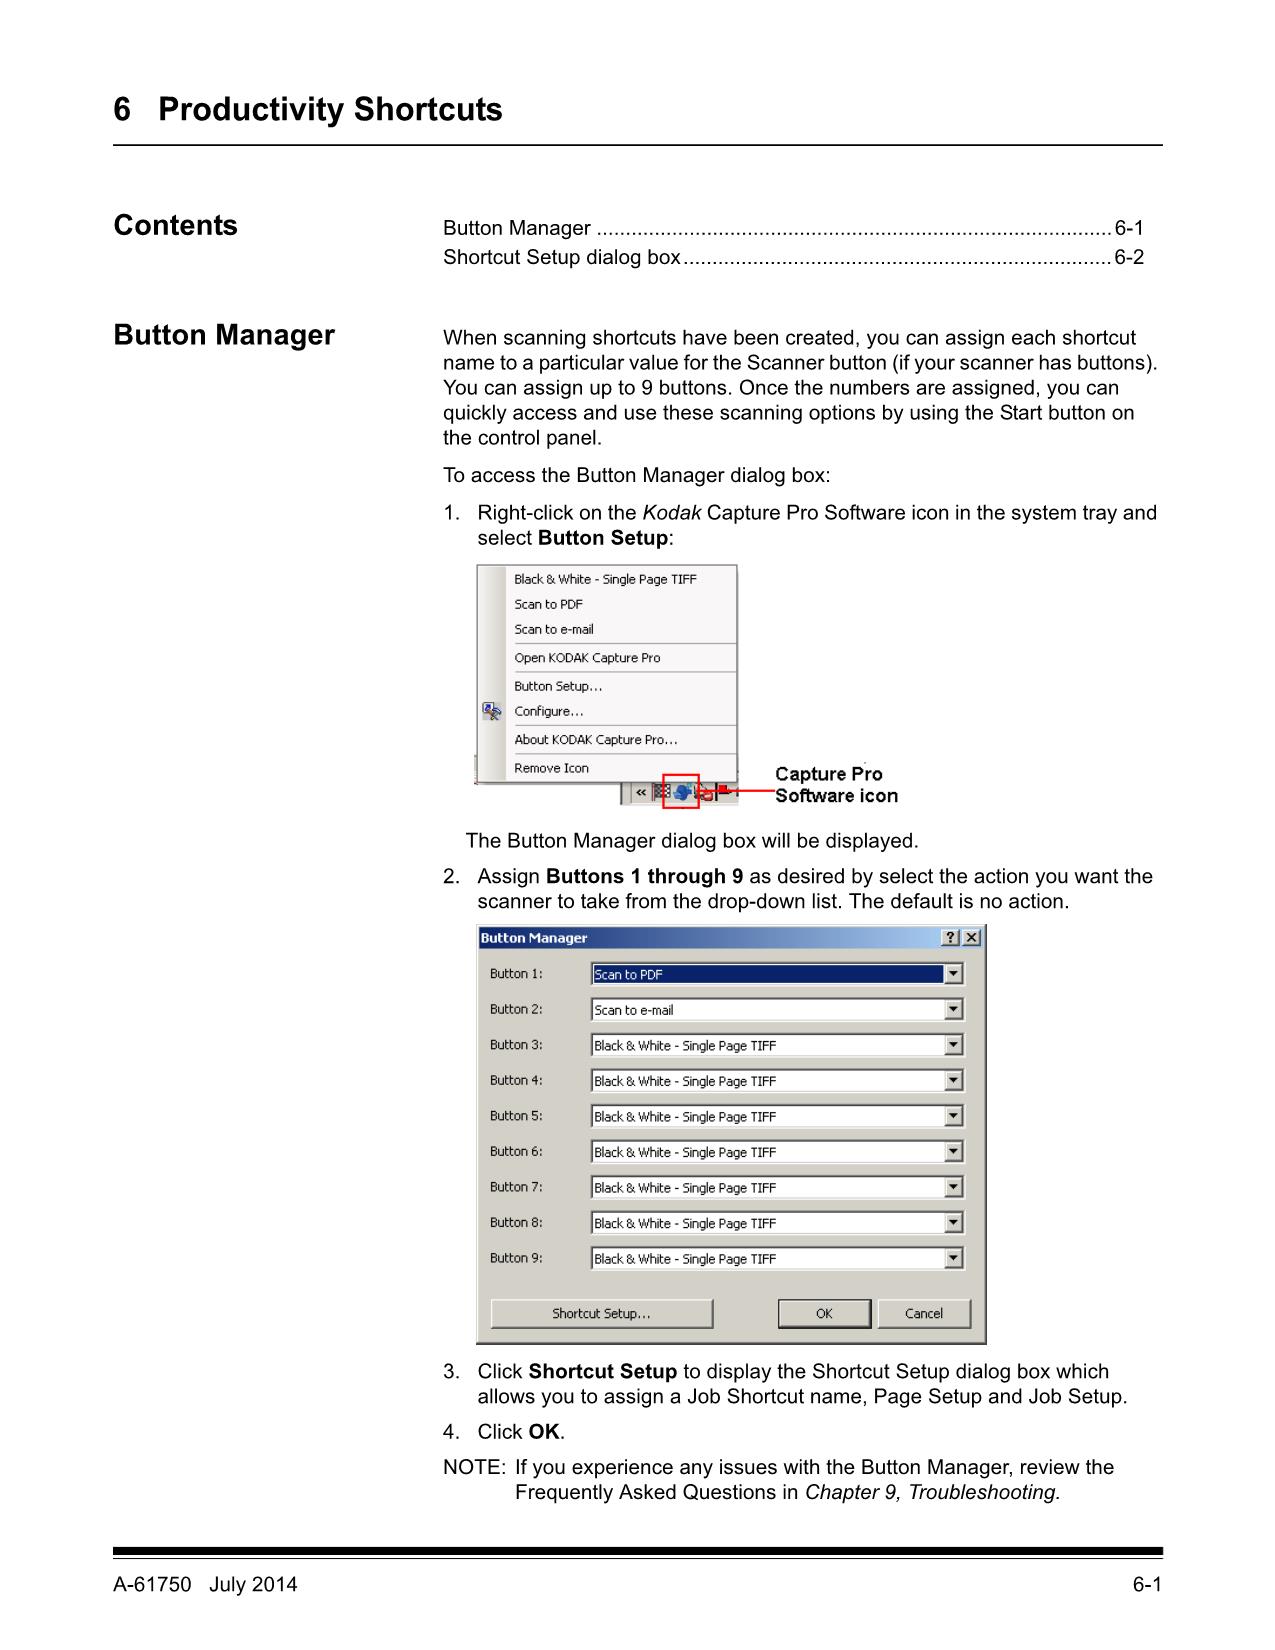 6 Productivity Shortcuts
Contents
Button Manager ........................................................................................ 6-1
Shortcut Setup dialog box......................................................................... 6-2
Button Manager
When scanning shortcuts have been created, you can assign each shortcut
name to a particular value for the Scanner button (if your scanner has buttons).
You can assign up to 9 buttons. Once the numbers are assigned, you can
quickly access and use these scanning options by using the Start button on
the control panel.
To access the Button Manager dialog box:
1. Right-click on the Kodak Capture Pro Software icon in the system tray and
select Button Setup:
Black & White - Single Page TIFF
Scan to PDF
Scan to e-mail
Open KODAK Capture Pro
Button Setup...
Configure...
About KODAK Capture Pro...
Remove Icon
«
Capture Pro
Software icon
The Button Manager dialog box will be displayed.
2. Assign Buttons 1 through 9 as desired by select the action you want the
scanner to take from the drop-down list. The default is no action.
Button Manager ? X
Button 1: Scan to PDF
Button 2: Scan to e-mail
Button 3: Black & White - Single Page TIFF
Button 4: Black & White - Single Page TIFF
Button 5: Black & White - Single Page TIFF
Button 6: Black & White - Single Page TIFF
Button 7: Black & White - Single Page TIFF
Button 8: Black & White - Single Page TIFF
Button 9: Black & White - Single Page TIFF
Shortcut Setup... OK Cancel
3. Click Shortcut Setup to display the Shortcut Setup dialog box which
allows you to assign a Job Shortcut name, Page Setup and Job Setup.
4. Click OK.
NOTE: If you experience any issues with the Button Manager, review the
Frequently Asked Questions in Chapter 9, Troubleshooting.
A-61750 July 2014 6-1